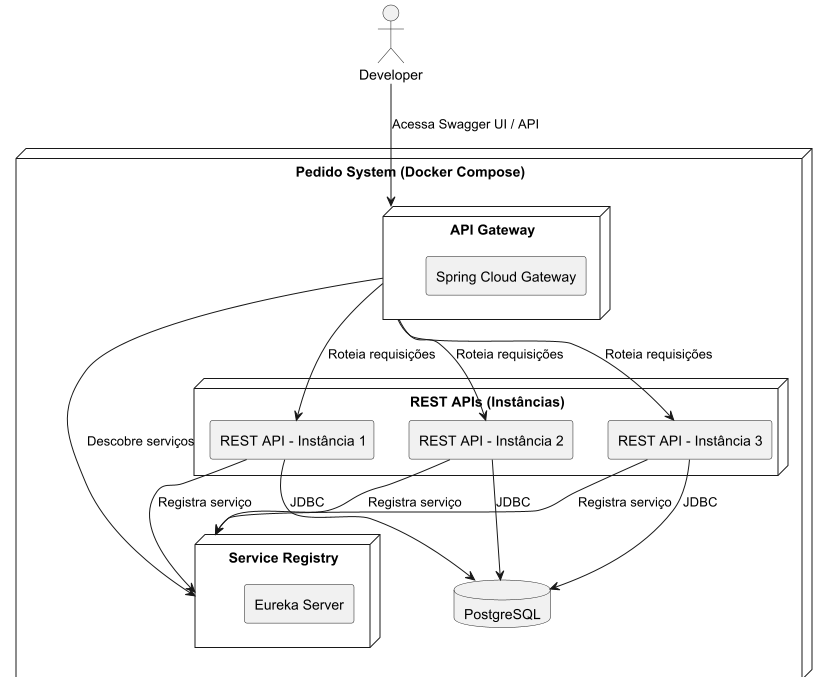 Developer
Acessa Swagger UI / API
Pedido System (Docker Compose)
API Gateway
Spring Cloud Gateway
Roteia requisições
Roteia requisições
Roteia requisições
REST APIs (Instâncias)
REST API - Instância 1
REST API - Instância 2
REST API - Instância 3
Descobre serviços
Registra serviço
JDBC
Registra serviço
JDBC
Registra serviço
JDBC
Service Registry
Eureka Server
PostgreSQL